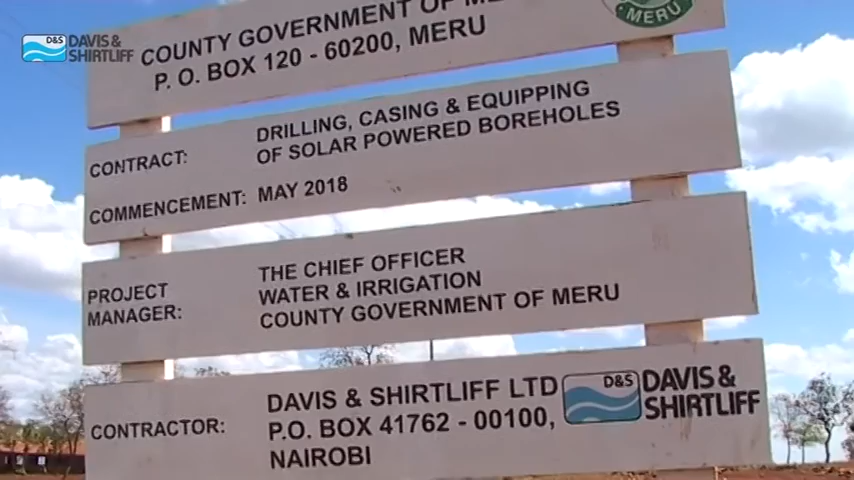 D&S DAVIS &
SHIRTLIFF
COUNTY GOVERNMENT OF
P. O. BOX 120 - 60200, MERU
MERU
CONTRACT: DRILLING, CASING & EQUIPPING
OF SOLAR POWERED BOREHOLES
COMMENCEMENT: MAY 2018
PROJECT MANAGER: THE CHIEF OFFICER
WATER & IRRIGATION
COUNTY GOVERNMENT OF MERU
CONTRACTOR: DAVIS & SHIRTLIFF LTD
P.O. BOX 41762 - 00100,
NAIROBI
D&S DAVIS &
SHIRTLIFF